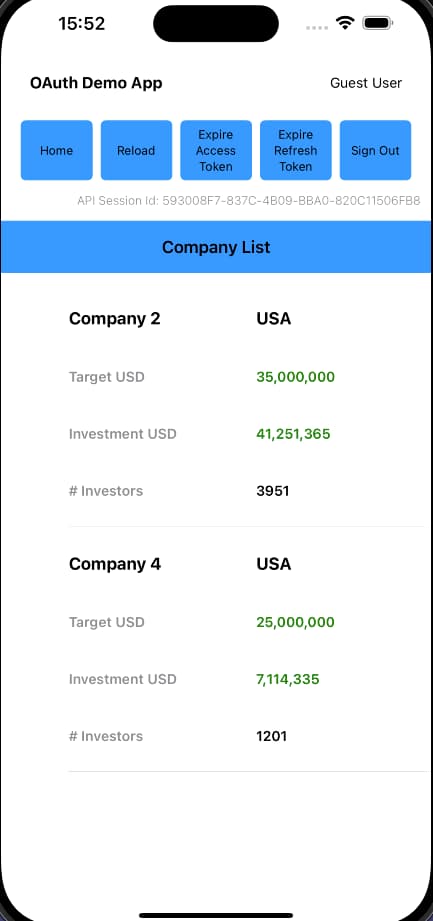 15:52
OAuth Demo App
Guest User
Home
Reload
Expire
Access
Token
Expire
Refresh
Token
Sign Out
API Session Id: 593008F7-837C-4B09-BBA0-820C11506FB8
Company List
Company 2 USA
Target USD 35,000,000
Investment USD 41,251,365
# Investors 3951
Company 4 USA
Target USD 25,000,000
Investment USD 7,114,335
# Investors 1201